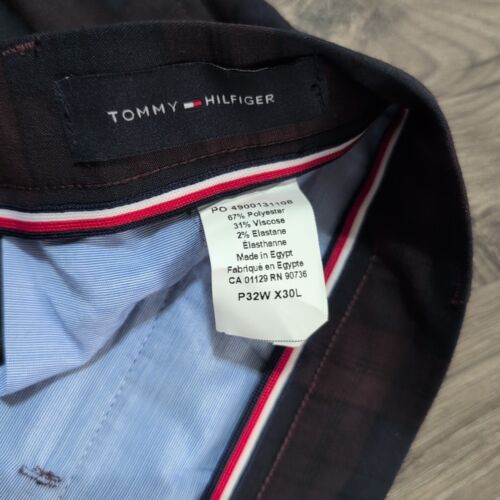 TOMMY HILFIGER
PO 4900131106
67% Polyester
31% Viscose
2% Elastane
Élasthanne
Made in Egypt
Fabriqué en Egypte
CA 01129 RN 90736
P32W X30L